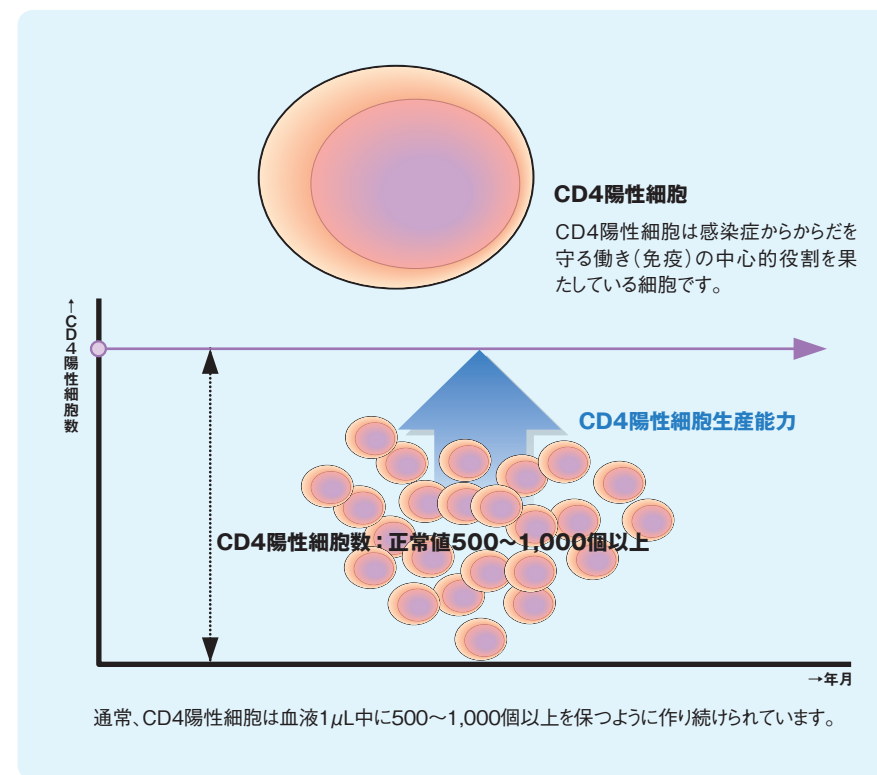 CD4陽性細胞
CD4陽性細胞は感染症からからだを
守る働き（免疫）の中心的役割を果
たしている細胞です。
↑CD4陽性細胞数
CD4陽性細胞生産能力
CD4陽性細胞数：正常値500〜1,000個以上
→年月
通常、CD4陽性細胞は血液1μL中に500〜1,000個以上を保つように作り続けられています。